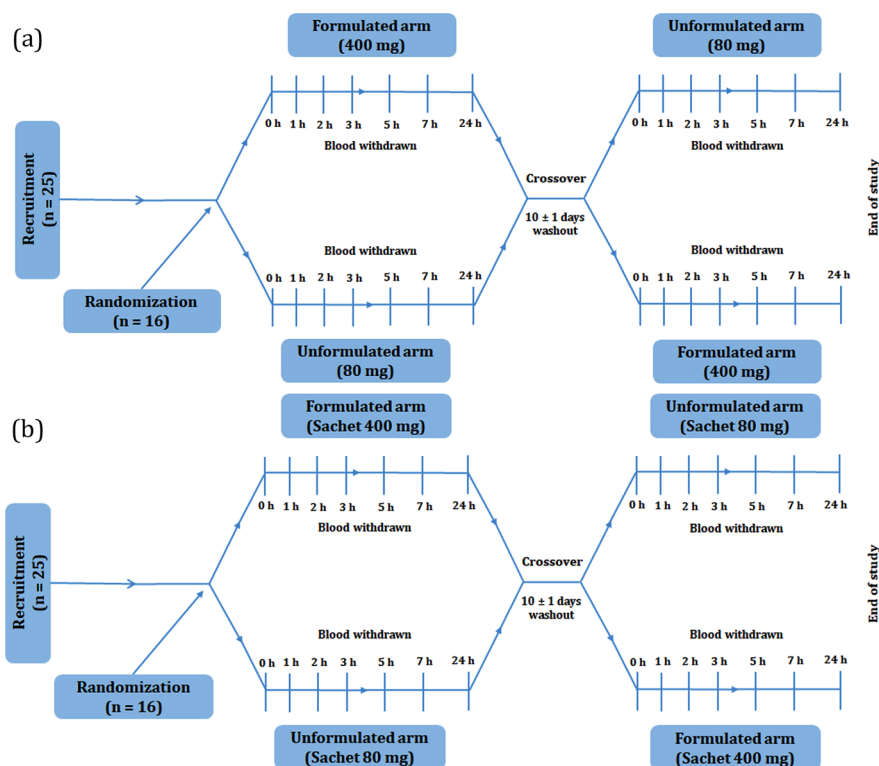 (a)
Formulated arm
(400 mg)
Unformulated arm
(80 mg)
0 h 1 h 2 h 3 h 5 h 7 h 24 h
Blood withdrawn
0 h 1 h 2 h 3 h 5 h 7 h 24 h
Blood withdrawn
Recruitment
(n = 25)
Crossover
10 ± 1 days
washout
End of study
Blood withdrawn
0 h 1 h 2 h 3 h 5 h 7 h 24 h
Blood withdrawn
0 h 1 h 2 h 3 h 5 h 7 h 24 h
Randomization
(n = 16)
Unformulated arm
(80 mg)
Formulated arm
(400 mg)
(b)
Formulated arm
(Sachet 400 mg)
Unformulated arm
(Sachet 80 mg)
0 h 1 h 2 h 3 h 5 h 7 h 24 h
Blood withdrawn
0 h 1 h 2 h 3 h 5 h 7 h 24 h
Blood withdrawn
Recruitment
(n = 25)
Crossover
10 ± 1 days
washout
End of study
Blood withdrawn
0 h 1 h 2 h 3 h 5 h 7 h 24 h
Blood withdrawn
0 h 1 h 2 h 3 h 5 h 7 h 24 h
Randomization
(n = 16)
Unformulated arm
(Sachet 80 mg)
Formulated arm
(Sachet 400 mg)